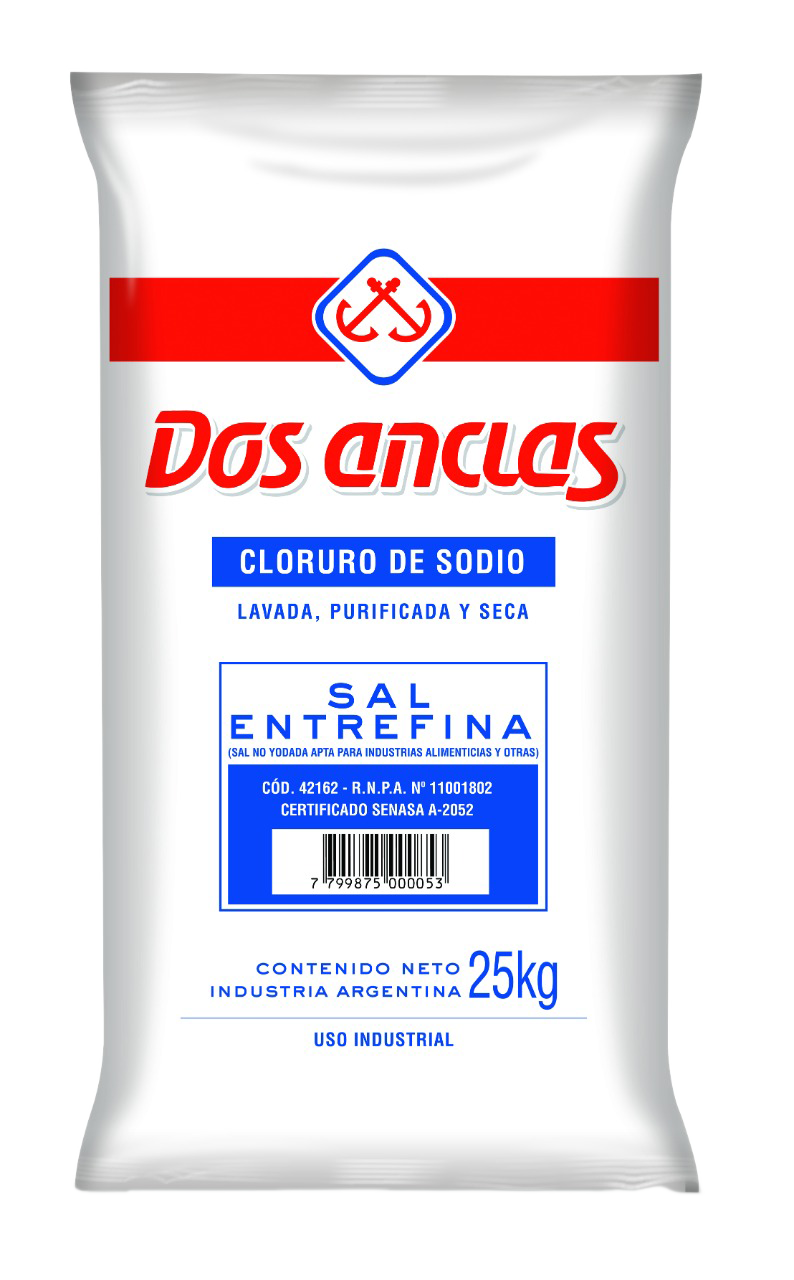 Dos anclas
CLORURO DE SODIO
LAVADA, PURIFICADA Y SECA
SAL
ENTREFINA
(SAL NO YODADA APTA PARA INDUSTRIAS ALIMENTICIAS Y OTRAS)
CÓD. 42162 - R.N.P.A. Nº 11001802
CERTIFICADO SENASA A-2052
7 799875 000053
CONTENIDO NETO 25kg
INDUSTRIA ARGENTINA
USO INDUSTRIAL